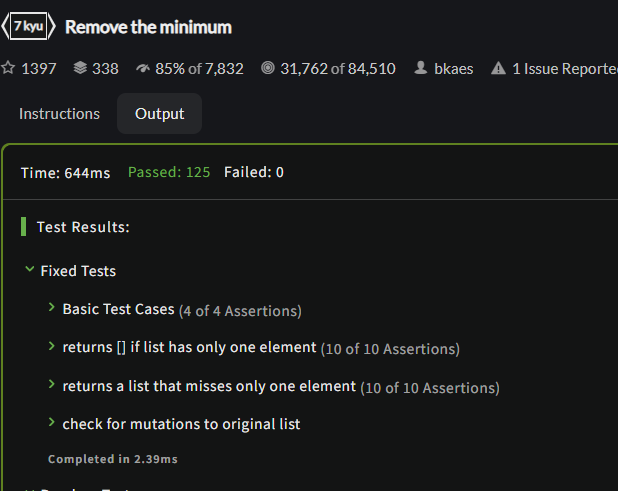 7 kyu Remove the minimum
1397 338 85% of 7,832 31,762 of 84,510 bkaes 1 Issue Reporte
Instructions Output
Time: 644ms Passed: 125 Failed: 0
Test Results:
Fixed Tests
Basic Test Cases (4 of 4 Assertions)
returns [] if list has only one element (10 of 10 Assertions)
returns a list that misses only one element (10 of 10 Assertions)
check for mutations to original list
Completed in 2.39ms